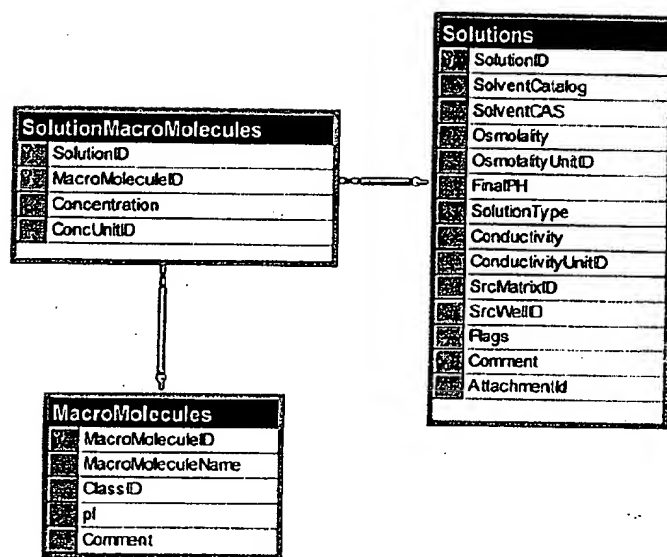 Solutions
SolutionID
SolventCatalog
SolventCAS
Osmolality
OsmolalityUnitID
FinalPH
SolutionType
Conductivity
ConductivityUnitID
SrcMatrixID
SrcWellID
Flags
Comment
AttachmentId
SolutionMacroMolecules
SolutionID
MacroMoleculeID
Concentration
ConcUnitID
MacroMolecules
MacroMoleculeID
MacroMoleculeName
ClassID
pI
Comment